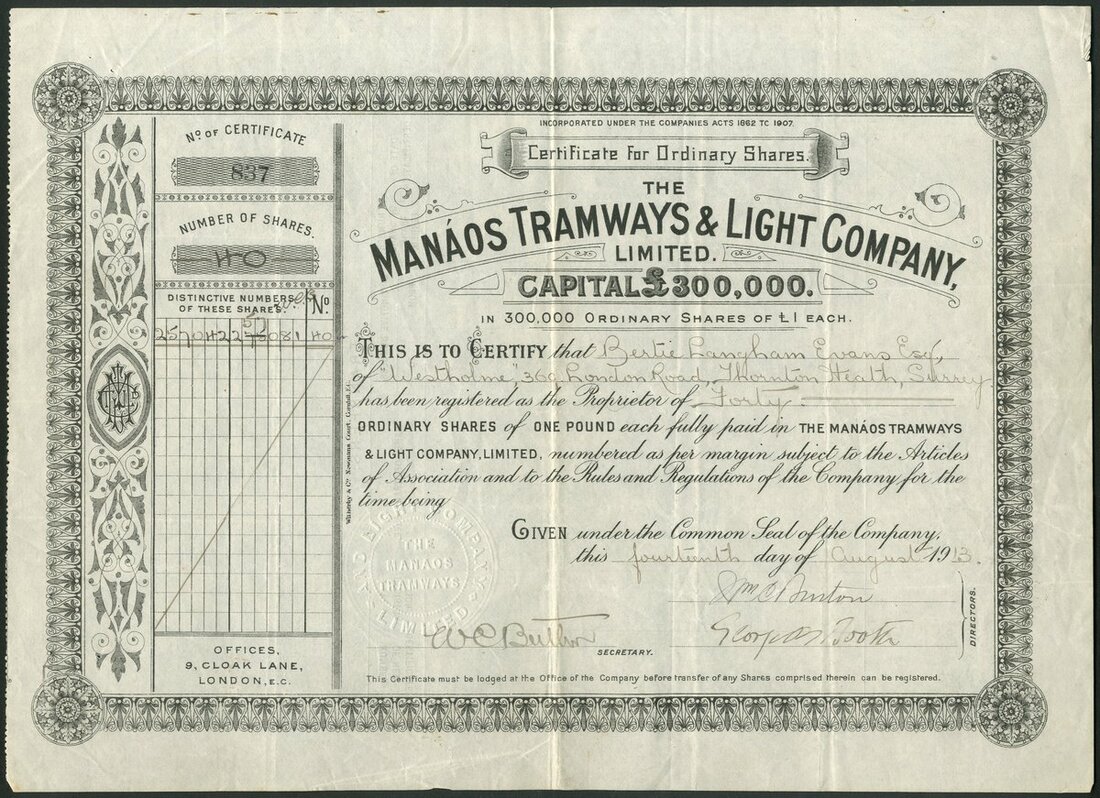 Nº. OF CERTIFICATE
837
NUMBER OF SHARES.
40
DISTINCTIVE NUMBERS
OF THESE SHARES.
Nº.
40
OFFICES,
9, CLOAK LANE,
LONDON, E.C.
INCORPORATED UNDER THE COMPANIES ACTS 1862 TO 1907.
Certificate for Ordinary Shares.
THE
MANÁOS TRAMWAYS & LIGHT COMPANY,
LIMITED.
CAPITAL £300,000.
IN 300,000 ORDINARY SHARES OF £1 EACH.
THIS IS TO CERTIFY that Bertie Langham Evans Esq,
of "Westholme" 369, London Road, Thornton Heath, Surrey.
has been registered as the Proprietor of Forty.
ORDINARY SHARES of ONE POUND each fully paid in THE MANÁOS TRAMWAYS
& LIGHT COMPANY, LIMITED, numbered as per margin subject to the Articles
of Association and to the Rules and Regulations of the Company for the
time being
GIVEN under the Common Seal of the Company,
this fourteenth day of August 1913.
THE
MANAOS
TRAMWAYS
AND LIGHT COMPANY
LIMITED
SECRETARY.
DIRECTORS.
This Certificate must be lodged at the Office of the Company before transfer of any Shares comprised therein can be registered.